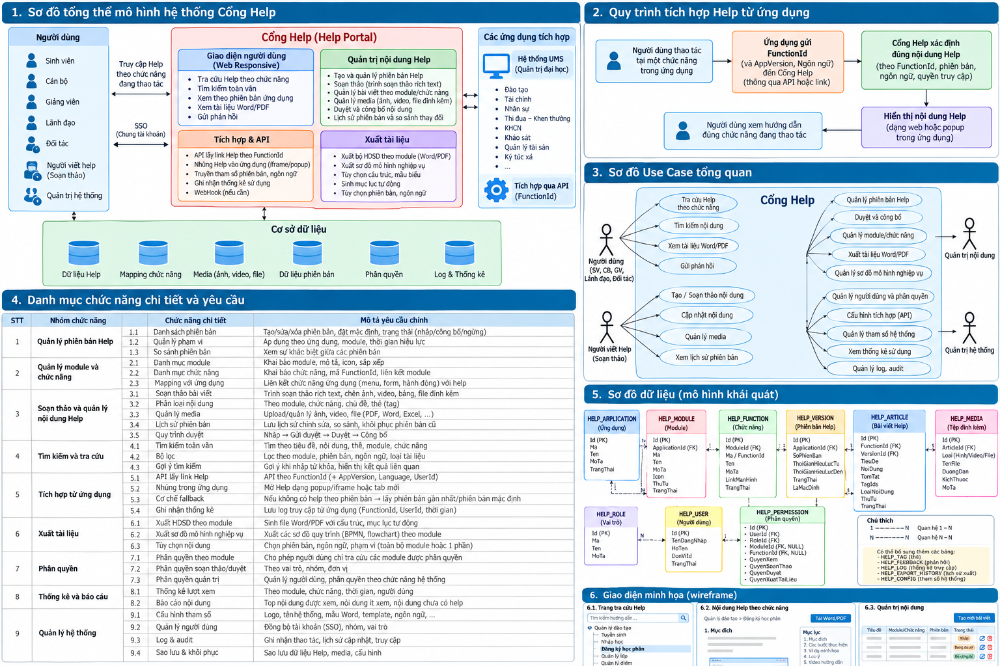 1. Sơ đồ tổng thể mô hình hệ thống Cổng Help
Người dùng
Sinh viên
Cán bộ
Giảng viên
Lãnh đạo
Đối tác
Người viết help
(Soạn thảo)
Quản trị hệ thống
Truy cập Help
theo chức năng
đang thao tác
SSO
(Chung tài khoản)
Cổng Help (Help Portal)
Giao diện người dùng
(Web Responsive)
• Tra cứu Help theo chức năng
• Tìm kiếm toàn văn
• Xem theo phiên bản ứng dụng
• Xem tài liệu Word/PDF
• Gửi phản hồi
Quản trị nội dung Help
• Tạo và quản lý phiên bản Help
• Soạn thảo (trình soạn thảo rich text)
• Quản lý bài viết theo module/chức năng
• Quản lý media (ảnh, video, file đính kèm)
• Duyệt và công bố nội dung
• Lịch sử phiên bản và so sánh thay đổi
Tích hợp & API
• API lấy link Help theo FunctionId
• Nhúng Help vào ứng dụng (iframe/popup)
• Truyền tham số phiên bản, ngôn ngữ
• Ghi nhận thống kê sử dụng
• WebHook (nếu cần)
Xuất tài liệu
• Xuất bộ HDSD theo module (Word/PDF)
• Xuất sơ đồ mô hình nghiệp vụ
• Tùy chọn cấu trúc, mẫu biểu
• Sinh mục lục tự động
• Tùy chọn phiên bản, ngôn ngữ
Các ứng dụng tích hợp
Hệ thống UMS
(Quản trị đại học)
• Đào tạo
• Tài chính
• Nhân sự
• Thi đua – Khen thưởng
• KHCN
• Khảo sát
• Quản lý tài sản
• Ký túc xá
• ...
Tích hợp qua API
(FunctionId)
Cơ sở dữ liệu
Dữ liệu Help
Mapping chức năng
Media (ảnh, video, file)
Dữ liệu phiên bản
Phân quyền
Log & Thống kê
2. Quy trình tích hợp Help từ ứng dụng
Người dùng thao tác
tại một chức năng
trong ứng dụng
Ứng dụng gửi
FunctionId
(và AppVersion, Ngôn ngữ)
đến Cổng Help
(thông qua API hoặc link)
Cổng Help xác định
đúng nội dung Help
(theo FunctionId, phiên bản,
ngôn ngữ, quyền truy cập)
Hiển thị nội dung Help
(dạng web hoặc popup
trong ứng dụng)
Người dùng xem hướng dẫn
đúng chức năng đang thao tác
3. Sơ đồ Use Case tổng quan
Cổng Help
Người dùng
(SV, CB, GV,
Lãnh đạo, Đối tác)
Tra cứu Help
theo chức năng
Tìm kiếm nội dung
Xem tài liệu Word/PDF
Gửi phản hồi
Người viết Help
(Soạn thảo)
Tạo / Soạn thảo nội dung
Cập nhật nội dung
Quản lý media
Xem lịch sử phiên bản
Quản lý phiên bản Help
Duyệt và công bố
Quản lý module/chức năng
Xuất tài liệu Word/PDF
Quản lý sơ đồ mô hình nghiệp vụ
Quản trị nội dung
Quản lý người dùng và phân quyền
Cấu hình tích hợp (API)
Quản lý tham số hệ thống
Xem thống kê sử dụng
Quản lý log, audit
Quản trị hệ thống
4. Danh mục chức năng chi tiết và yêu cầu
STT Nhóm chức năng Chức năng chi tiết Mô tả yêu cầu chính
1 Quản lý phiên bản Help
1.1 Danh sách phiên bản Tạo/sửa/xóa phiên bản, đặt mặc định, trạng thái (nháp/công bố/ngừng)
1.2 Quản lý phạm vi Áp dụng theo ứng dụng, module, thời gian hiệu lực
1.3 So sánh phiên bản Xem sự khác biệt giữa các phiên bản
2 Quản lý module và
chức năng
2.1 Danh mục module Khai báo module, mô tả, icon, sắp xếp
2.2 Danh mục chức năng Khai báo chức năng, mã FunctionId, liên kết module
2.3 Mapping với ứng dụng Liên kết chức năng ứng dụng (menu, form, hành động) với help
3 Soạn thảo và quản lý
nội dung Help
3.1 Soạn thảo bài viết Trình soạn thảo rich text, chèn ảnh, video, bảng, file đính kèm
3.2 Phân loại nội dung Theo module, chức năng, chủ đề, thẻ (tag)
3.3 Quản lý media Upload/quản lý ảnh, video, file (PDF, Word, Excel, ...)
3.4 Lịch sử phiên bản Lưu lịch sử chỉnh sửa, so sánh, khôi phục phiên bản cũ
3.5 Quy trình duyệt Nháp → Gửi duyệt → Duyệt → Công bố
4 Tìm kiếm và tra cứu
4.1 Tìm kiếm toàn văn Tìm theo tiêu đề, nội dung, thẻ, module, chức năng
4.2 Bộ lọc Lọc theo module, phiên bản, ngôn ngữ, loại tài liệu
4.3 Gợi ý tìm kiếm Gợi ý khi nhập từ khóa, hiển thị kết quả liên quan
5 Tích hợp từ ứng dụng
5.1 API lấy link Help API theo FunctionId (+ AppVersion, Language, UserId)
5.2 Nhúng trong ứng dụng Mở Help dạng popup/iframe hoặc tab mới
5.3 Cơ chế fallback Nếu không có help theo phiên bản → lấy phiên bản gần nhất/phiên bản mặc định
5.4 Ghi nhận thống kê Lưu log truy cập từ ứng dụng (FunctionId, UserId, thời gian)
6 Xuất tài liệu
6.1 Xuất HDSD theo module Sinh file Word/PDF với cấu trúc, mục lục tự động
6.2 Xuất sơ đồ mô hình nghiệp vụ Xuất các sơ đồ quy trình (BPMN, flowchart) theo module
6.3 Tùy chọn nội dung Chọn phiên bản, ngôn ngữ, phạm vi (toàn bộ module hoặc 1 phần)
7 Phân quyền
7.1 Phân quyền theo module Cho phép người dùng chỉ tra cứu các module được phân quyền
7.2 Phân quyền soạn thảo/duyệt Theo vai trò, nhóm, đơn vị
7.3 Phân quyền quản trị Quản lý người dùng, phân quyền theo chức năng hệ thống
8 Thống kê và báo cáo
8.1 Thống kê lượt xem Theo module, chức năng, thời gian, người dùng
8.2 Báo cáo nội dung Top nội dung được xem, nội dung ít xem, nội dung chưa có help
9 Quản lý hệ thống
9.1 Cấu hình tham số Logo, tên hệ thống, mẫu Word, template, ngôn ngữ, ...
9.2 Quản lý người dùng Đồng bộ tài khoản (SSO), nhóm, vai trò
9.3 Log & audit Ghi nhận thao tác, lịch sử cập nhật, truy cập
9.4 Sao lưu & khôi phục Sao lưu dữ liệu Help, media, cấu hình
5. Sơ đồ dữ liệu (mô hình khái quát)
HELP_APLICATION
(Ứng dụng)
Id (PK)
Ma
Ten
MoTa
TrangThai
HELP_MODULE
(Module)
Id (PK)
ApplicationId (FK)
Ma
Ten
MoTa
Icon
ThuTu
TrangThai
HELP_FUNCTION
(Chức năng)
Id (PK)
ModuleId (FK)
Ma / FunctionId
Ten
MoTa
LinkManHinh
TrangThai
HELP_VERSION
(Phiên bản Help)
Id (PK)
ApplicationId (FK)
SoPhienBan
ThoiGianHieuLucTu
ThoiGianHieuLucDen
TrangThai
LaMacDinh
HELP_ARTICLE
(Bài viết Help)
Id (PK)
FunctionId (FK)
VersionId (FK)
TieuDe
NoiDung
TomTat
TagIds
LoaiNoiDung
ThuTu
TrangThai
HELP_MEDIA
(Tệp đính kèm)
Id (PK)
ArticleId (FK)
Loai (Hinh/Video/File)
TenFile
DuongDan
KichThuoc
MoTa
HELP_ROLE
(Vai trò)
Id (PK)
Ma
Ten
MoTa
N
HELP_USER
(Người dùng)
Id (PK)
TenDangNhap
HoTen
DonViId
TrangThai
HELP_PERMISSION
(Phân quyền)
• Id (PK)
• UserId (FK)
• RoleId (FK)
• ModuleId (FK, NULL)
• FunctionId (FK, NULL)
• QuyenXem
• QuyenSoanThao
• QuyenDuyet
• QuyenXuatTaiLieu
Chú thích
1 N Quan hệ 1 – N
N N Quan hệ N – N
Có thể bổ sung thêm các bảng:
- HELP_TAG (thẻ)
- HELP_FEEDBACK (phản hồi)
- HELP_LOG (thống kê truy cập)
- HELP_EXPORT_HISTORY (lịch sử xuất)
- HELP_CONFIG (tham số hệ thống)
6. Giao diện minh họa (wireframe)
6.1. Trang tra cứu Help
Tìm kiếm hướng dẫn...
Quản lý đào tạo
Tuyển sinh
Nhập học
Đăng ký học phần
Quản lý lớp
Quản lý điểm
6.2. Nội dung Help theo chức năng
Quản lý đào tạo > Đăng ký học phần
Tải Word/PDF
1. Mục đích
Mục lục
1. Mục đích
2. Các bước thực hiện
3. Ví dụ minh họa
4. Lưu ý
5. Video hướng dẫn
6.3. Quản trị nội dung
Tạo mới bài viết
Tiêu đề Module/Chức năng Phiên bản Trạng thái
Nháp